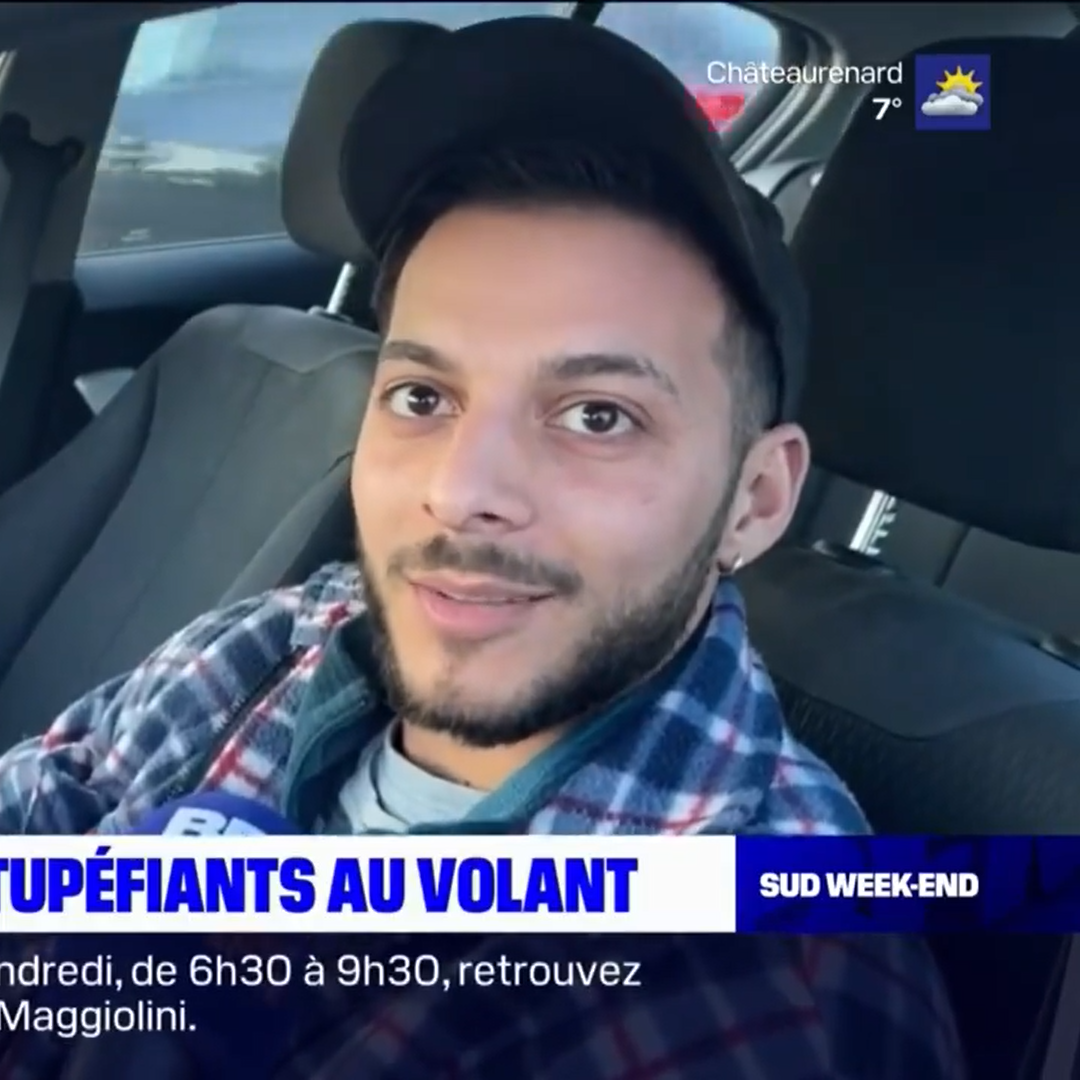 Châteaurenard
7°
TUPÉFIANTS AU VOLANT
SUD WEEK-END
ndredi, de 6h30 à 9h30, retrouvez
Maggiolini.